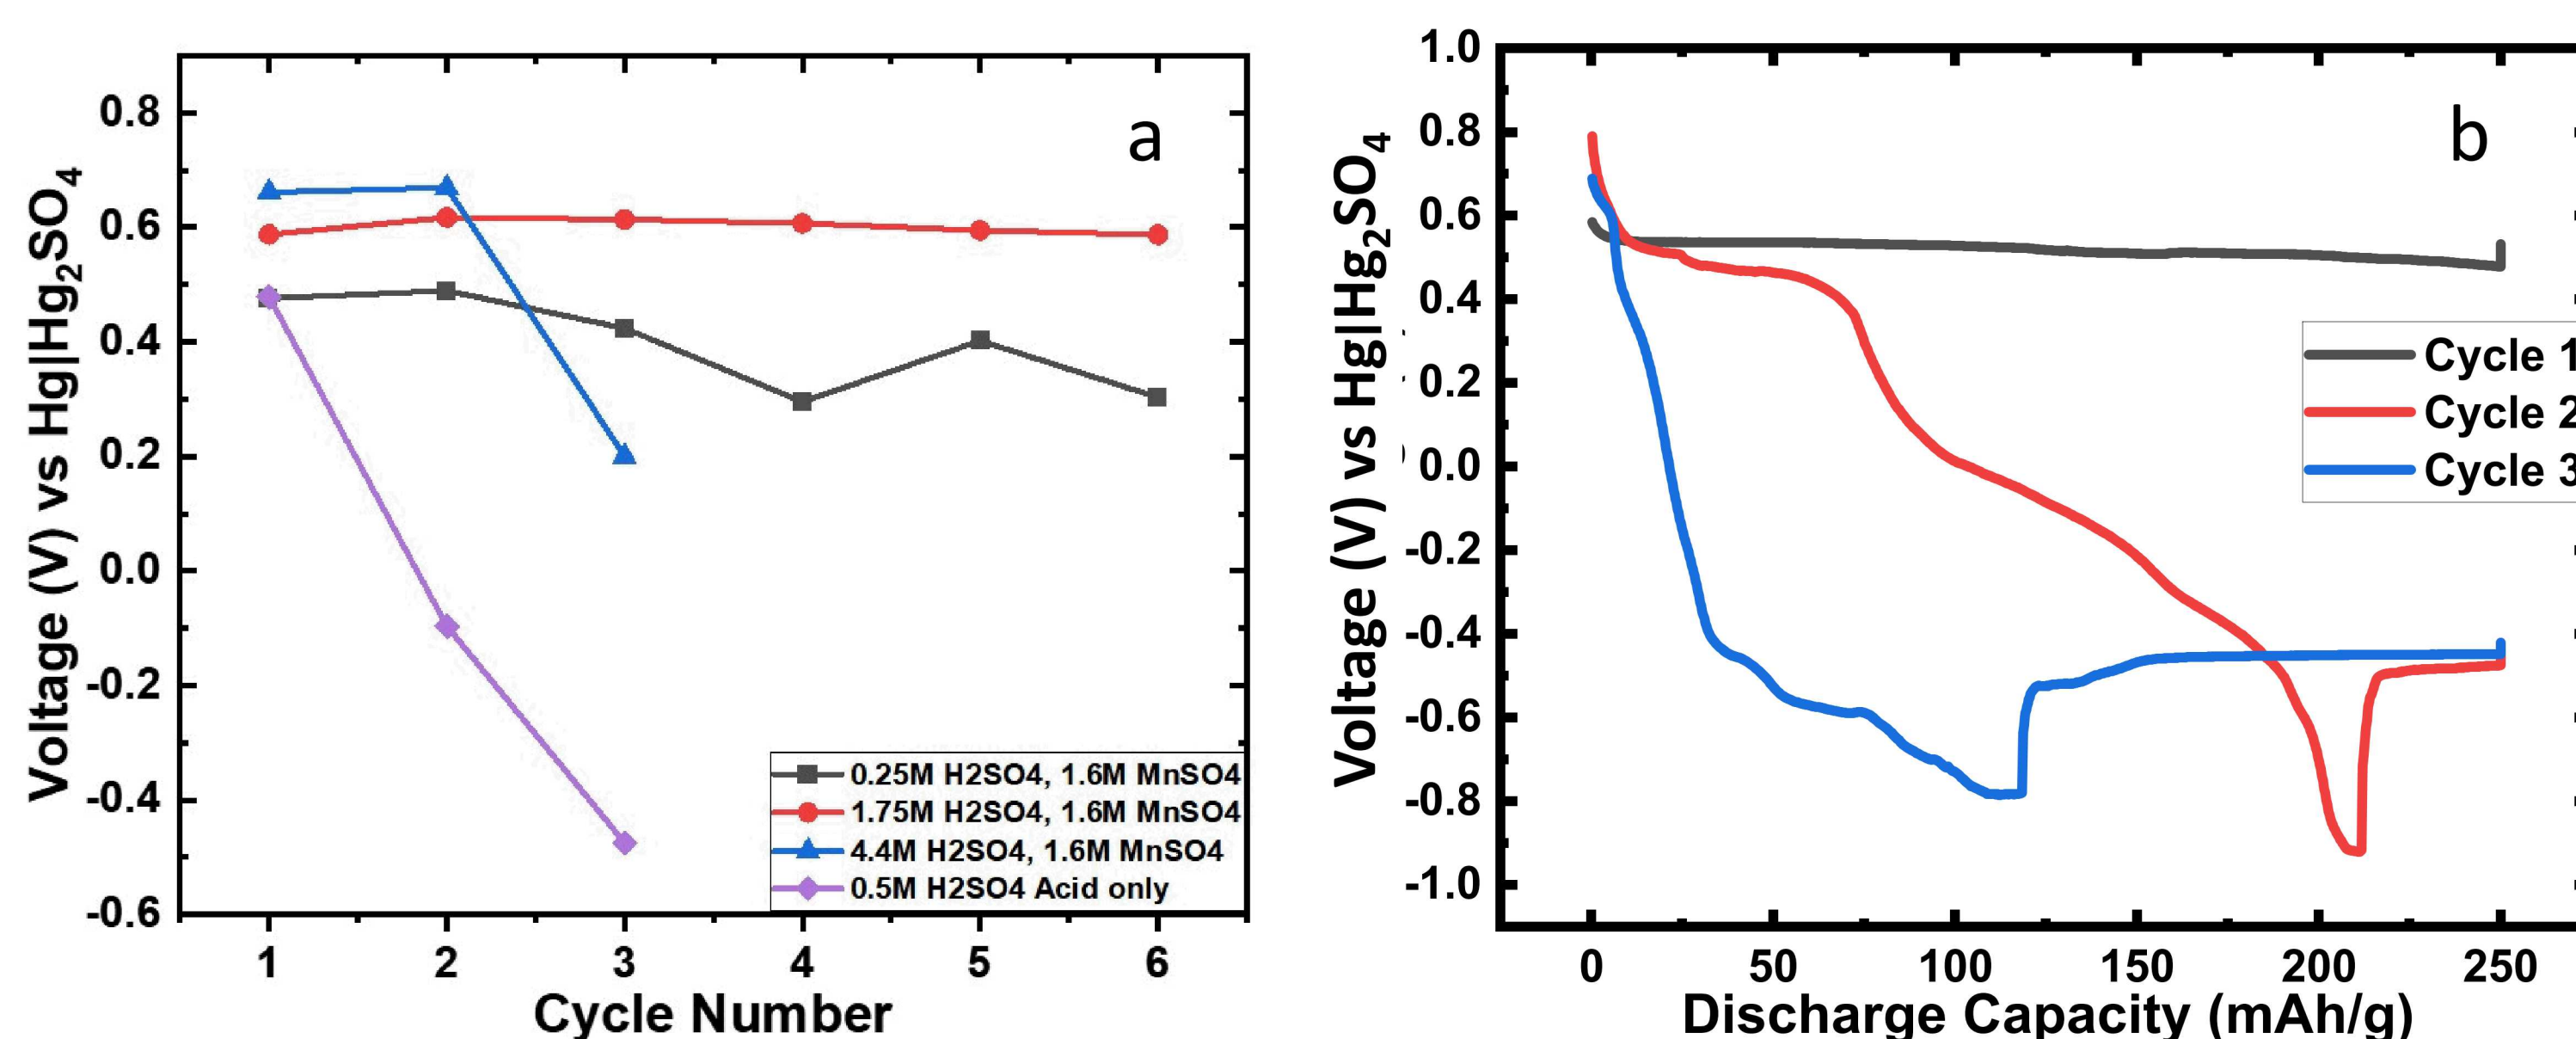 a
Voltage (V) vs Hg|Hg2SO4
0.8
0.6
0.4
0.2
0.0
-0.2
-0.4
-0.6
0.25M H2SO4, 1.6M MnSO4
1.75M H2SO4, 1.6M MnSO4
4.4M H2SO4, 1.6M MnSO4
0.5M H2SO4 Acid only
1 2 3 4 5 6
Cycle Number
b
Voltage (V) vs Hg|Hg2SO4
1.0
0.8
0.6
0.4
0.2
0.0
-0.2
-0.4
-0.6
-0.8
-1.0
Cycle 1
Cycle 2
Cycle 3
0 50 100 150 200 250
Discharge Capacity (mAh/g)